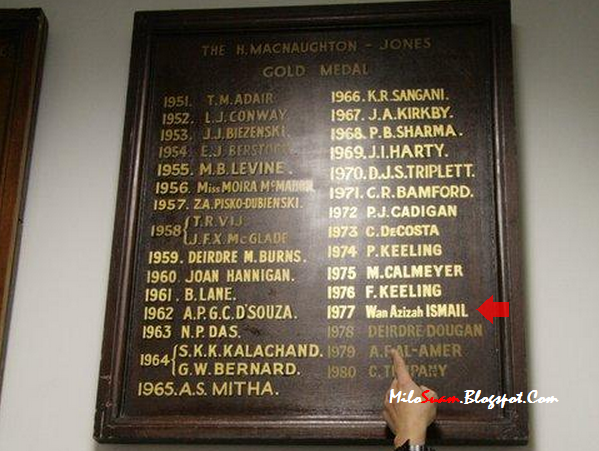 THE H. MACNAUGHTON - JONES
GOLD MEDAL
1951. T.M. ADAIR
1952. L.J. CONWAY.
1953. J.J. BIEZENSKI.
1954 E.J. BERSTOCK
1955. M.B. LEVINE.
1956. MISS MOIRA MCMAHON.
1957. Z.A. PISKO-DUBIENSKI.
1958 { T.R. VIJ
J.F.X. MCGLADE
1959. DEIRDRE M. BURNS.
1960. JOAN HANNIGAN.
1961. B. LANE.
1962 A.P.G.C. D'SOUZA.
1963 N.P. DAS.
1964 { S.K.K. KALACHAND.
G.W. BERNARD.
1965. A.S. MITHA.
1966. K.R. SANGANI.
1967. J.A. KIRKBY.
1968. P.B. SHARMA.
1969. J.I. HARTY.
1970. D.J.S. TRIPLETT.
1971. C.R. BAMFORD.
1972 P.J. CADIGAN
1973 C. DECOSTA
1974 P. KEELING
1975 M. CALMEYER
1976 F. KEELING
1977 Wan Azizah ISMAIL
1978 DEIRDRE DOUGAN
1979 AL-AMER
1980
MiloSuam.Blogspot.Com